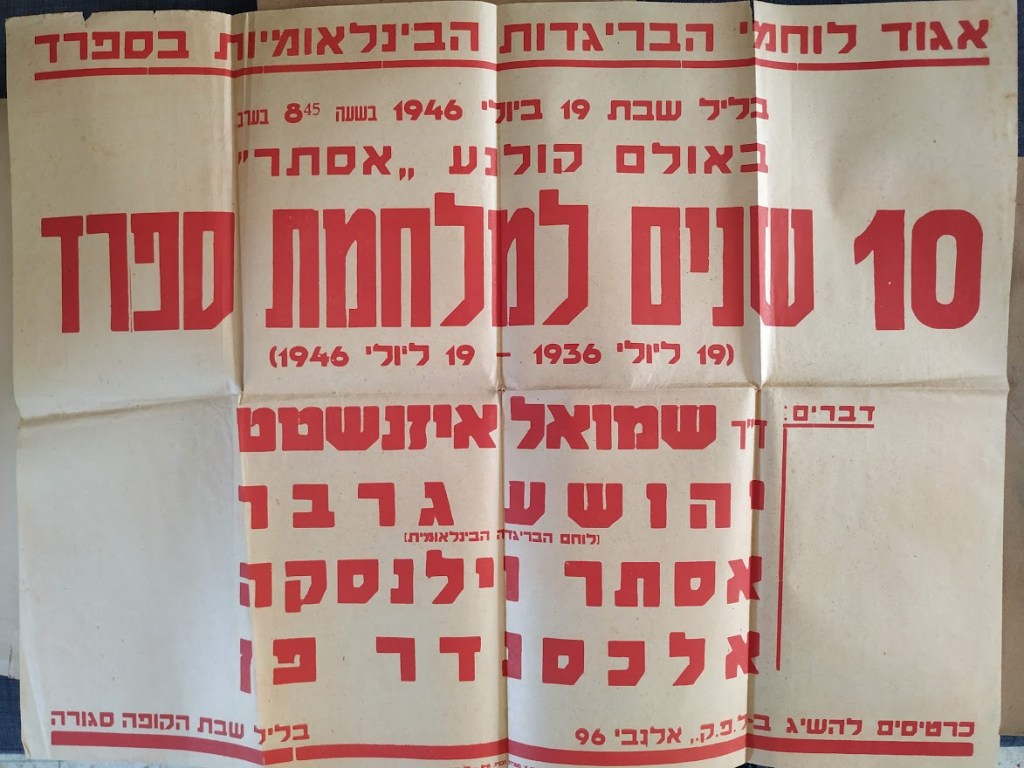 אגוד לוחמי הבריגדות הבינלאומיות בספרד
בליל שבת 19 ביולי 1946 בשעה 8⁴⁵ בערב
באולם קולנע „אסתר”
10 שנים למלחמת ספרד
(19 ליולי 1936 – 19 ליולי 1946)
דברים:
ד״ר שמואל איזנשטט
יהושע גרבר
(לוחם הבריגדה הבינלאומית)
אסתר וילנסקה
אלכסנדר פן
כרטיסים להשיג ב-ל.פ.ק., אלנבי 96
בליל שבת הקופה סגורה